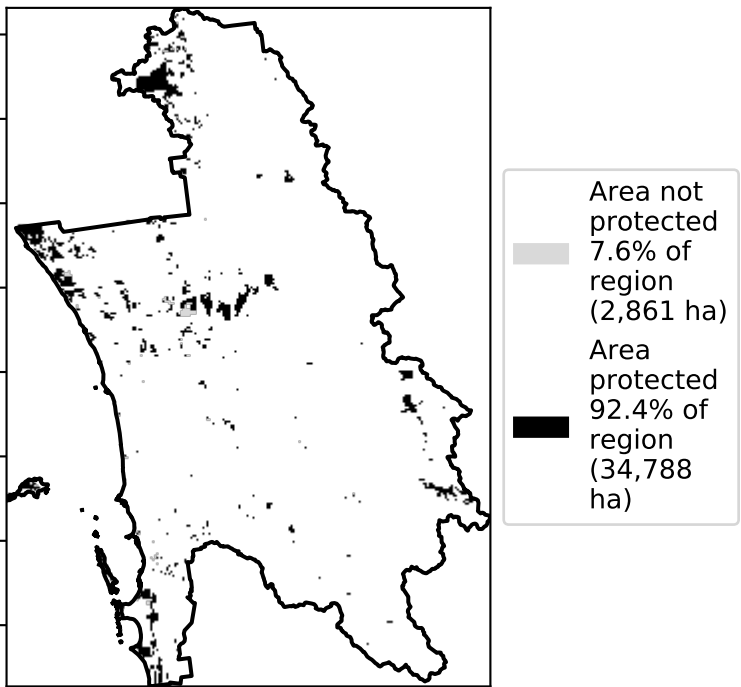 Area not
protected
7.6% of
region
(2,861 ha)
Area
protected
92.4% of
region
(34,788
ha)